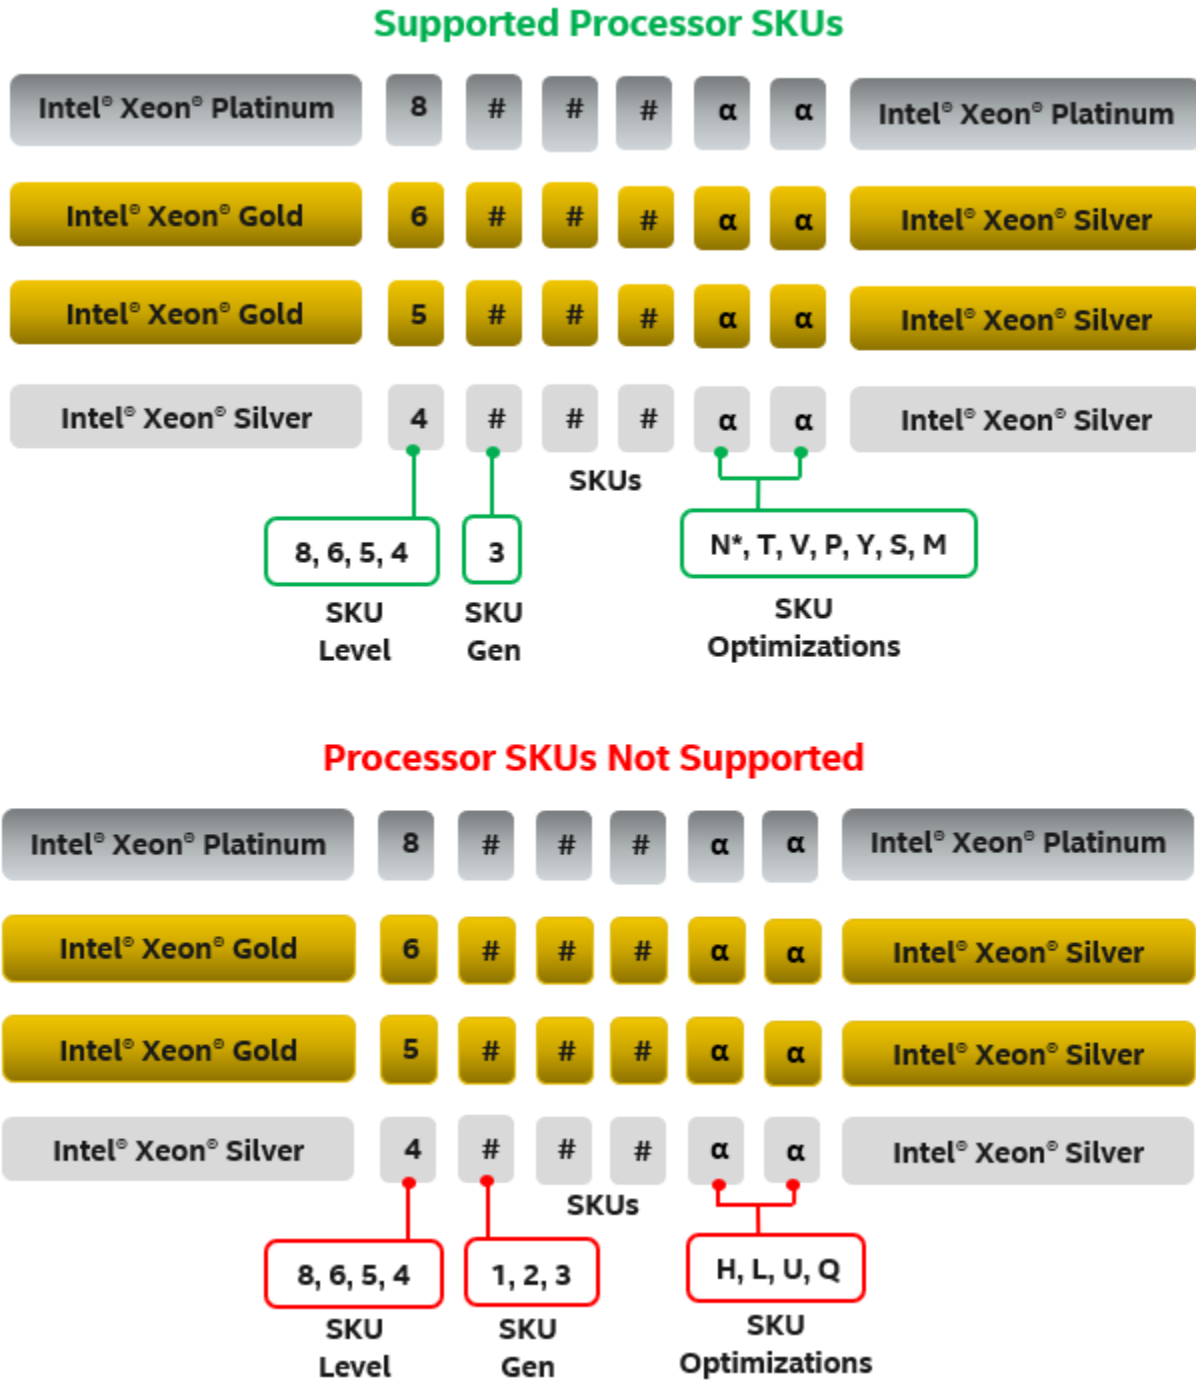 Supported Processor SKUs
Intel® Xeon® Platinum 8 # # # α α Intel® Xeon® Platinum
Intel® Xeon® Gold 6 # # # α α Intel® Xeon® Silver
Intel® Xeon® Gold 5 # # # α α Intel® Xeon® Silver
Intel® Xeon® Silver 4 # # # α α Intel® Xeon® Silver
SKUs
8, 6, 5, 4
SKU
Level
3
SKU
Gen
N*, T, V, P, Y, S, M
SKU
Optimizations
Processor SKUs Not Supported
Intel® Xeon® Platinum 8 # # # α α Intel® Xeon® Platinum
Intel® Xeon® Gold 6 # # # α α Intel® Xeon® Silver
Intel® Xeon® Gold 5 # # # α α Intel® Xeon® Silver
Intel® Xeon® Silver 4 # # # α α Intel® Xeon® Silver
SKUs
8, 6, 5, 4
SKU
Level
1, 2, 3
SKU
Gen
H, L, U, Q
SKU
Optimizations